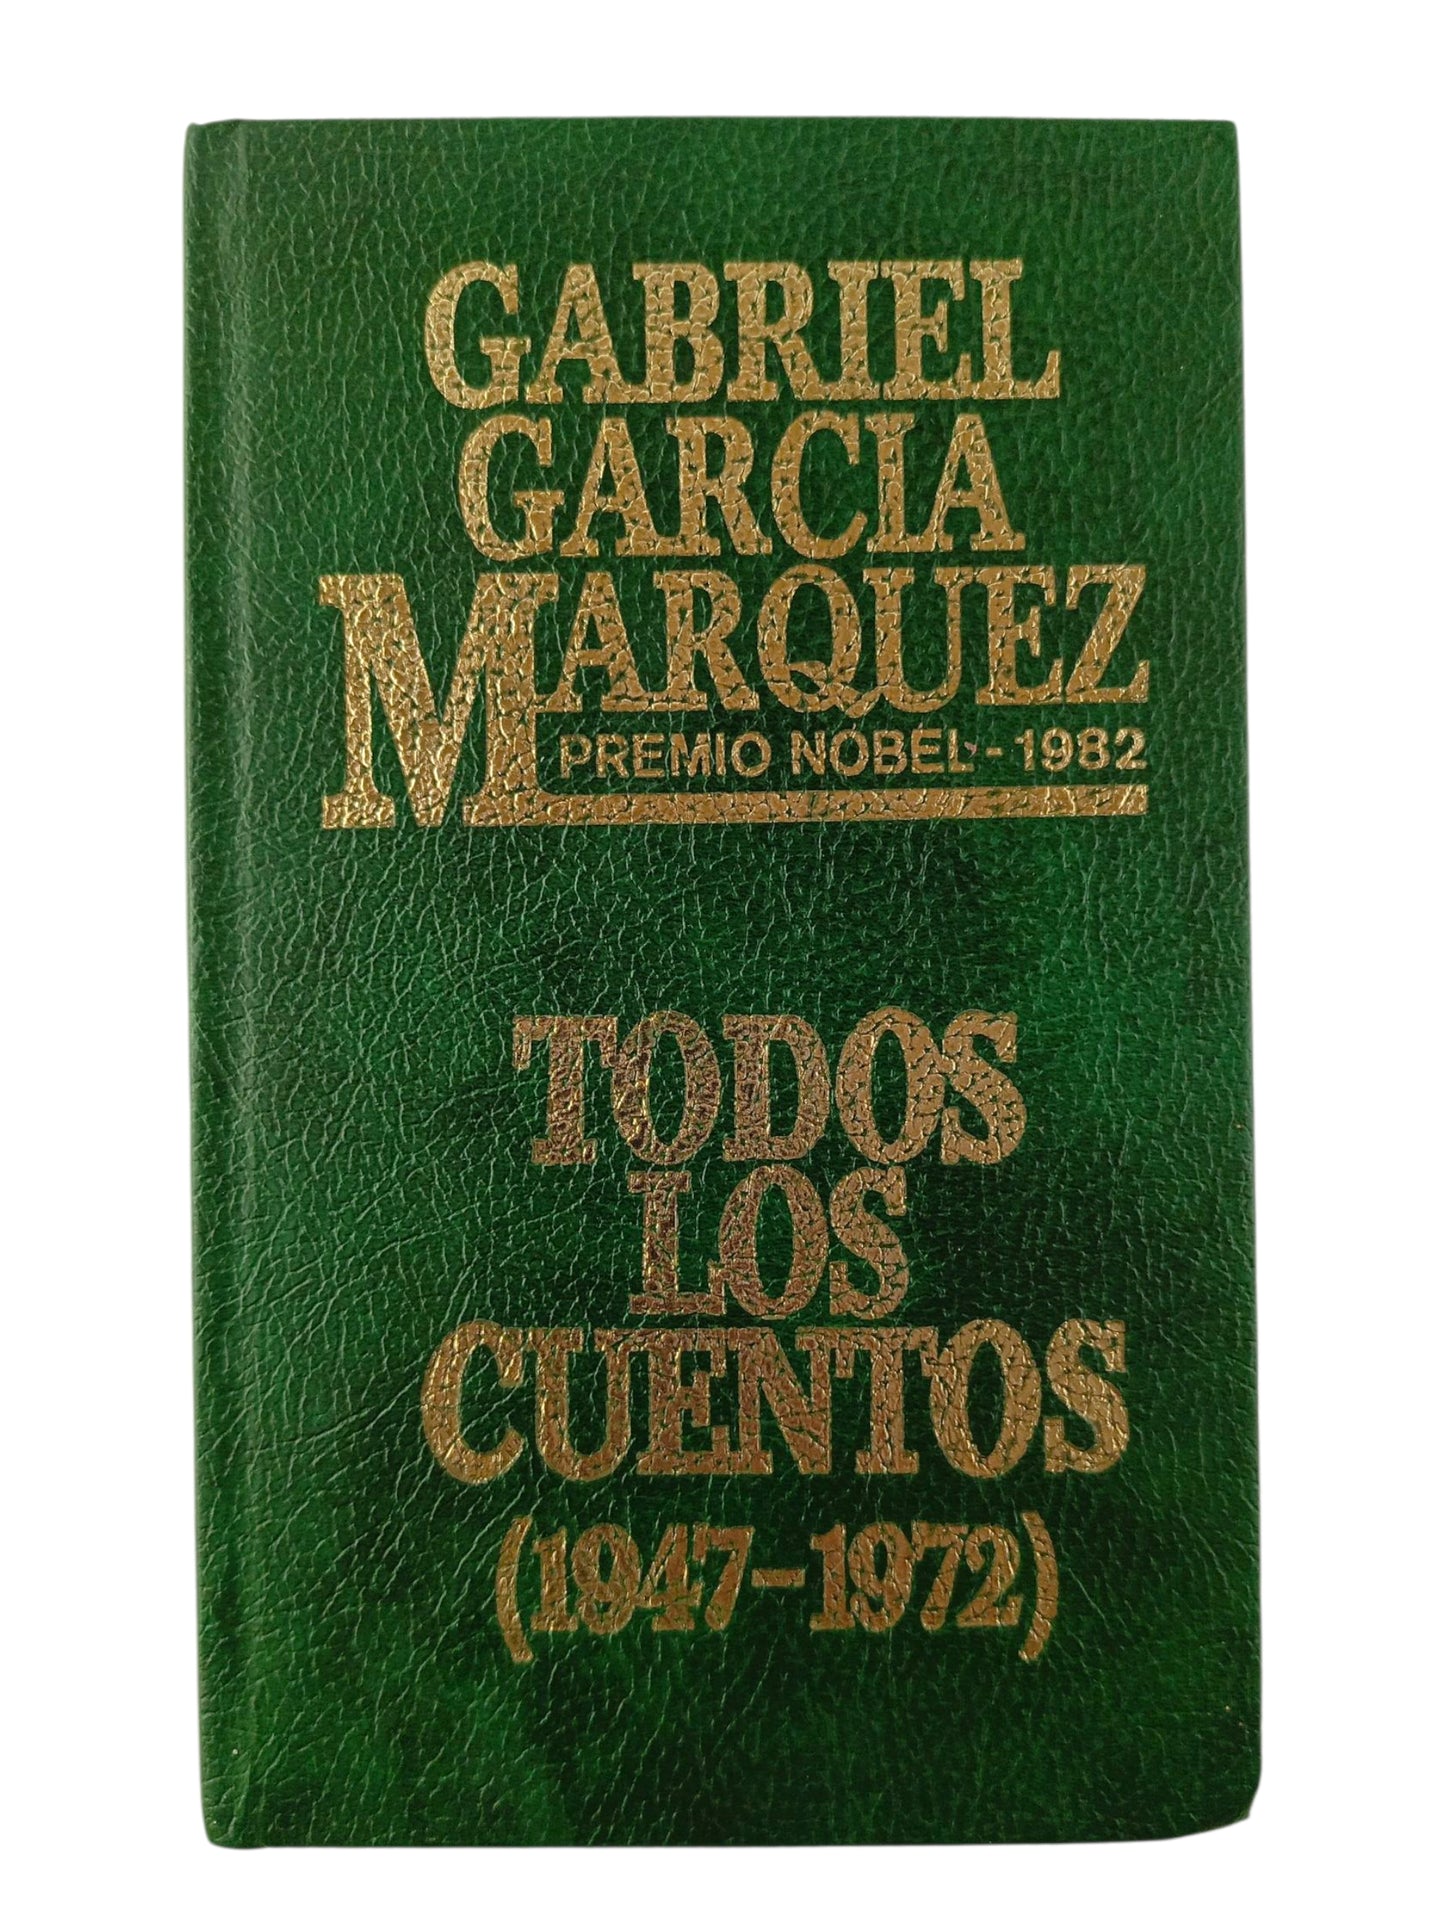 GABRIEL
GARCIA
MARQUEZ
PREMIO NOBEL - 1982
TODOS
LOS
CUENTOS
(1947-1972)